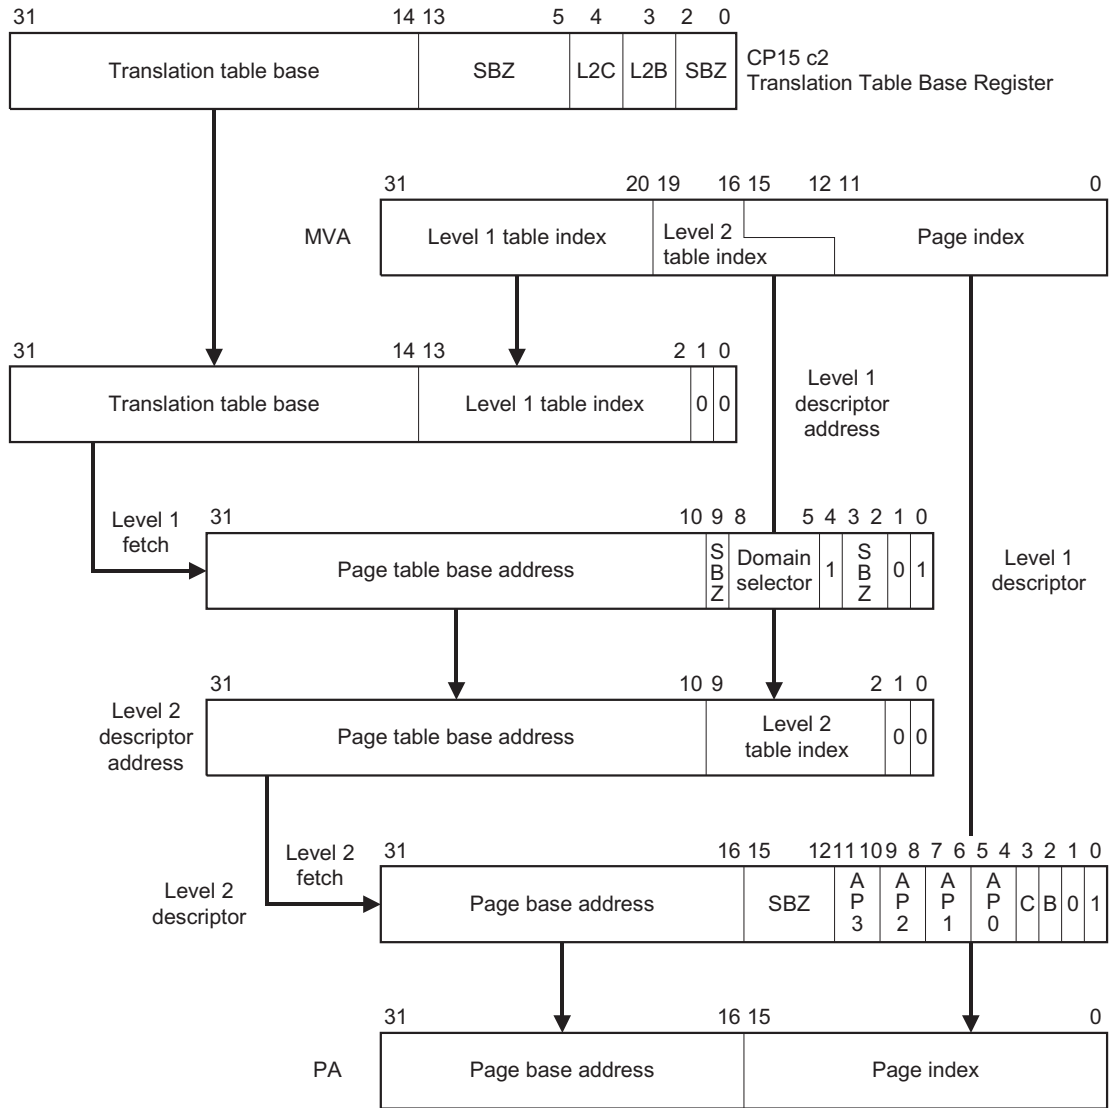 31 14 13 5 4 3 2 0
Translation table base SBZ L2C L2B SBZ
CP15 c2
Translation Table Base Register
31 20 19 16 15 12 11 0
MVA
Level 1 table index
Level 2
table index
Page index
31 14 13 2 1 0
Translation table base Level 1 table index 0 0
Level 1
descriptor
address
Level 1
fetch
31 10 9 8 5 4 3 2 1 0
Page table base address
SBZ
Domain
selector
1
SBZ
0 1
Level 1
descriptor
31 10 9 2 1 0
Level 2
descriptor
address
Page table base address
Level 2
table index
0 0
Level 2
fetch
Level 2
descriptor
31 16 15 12 11 10 9 8 7 6 5 4 3 2 1 0
Page base address SBZ AP3 AP2 AP1 AP0 C B 0 1
31 16 15 0
PA Page base address Page index